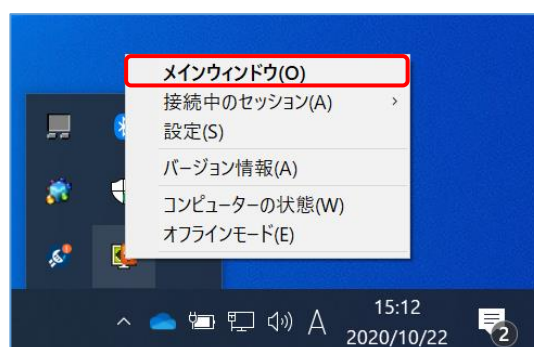 メインウィンドウ(O)
接続中のセッション(A)
設定(S)
バージョン情報(A)
コンピューターの状態(W)
オフラインモード(E)
A
15:12
2020/10/22
2